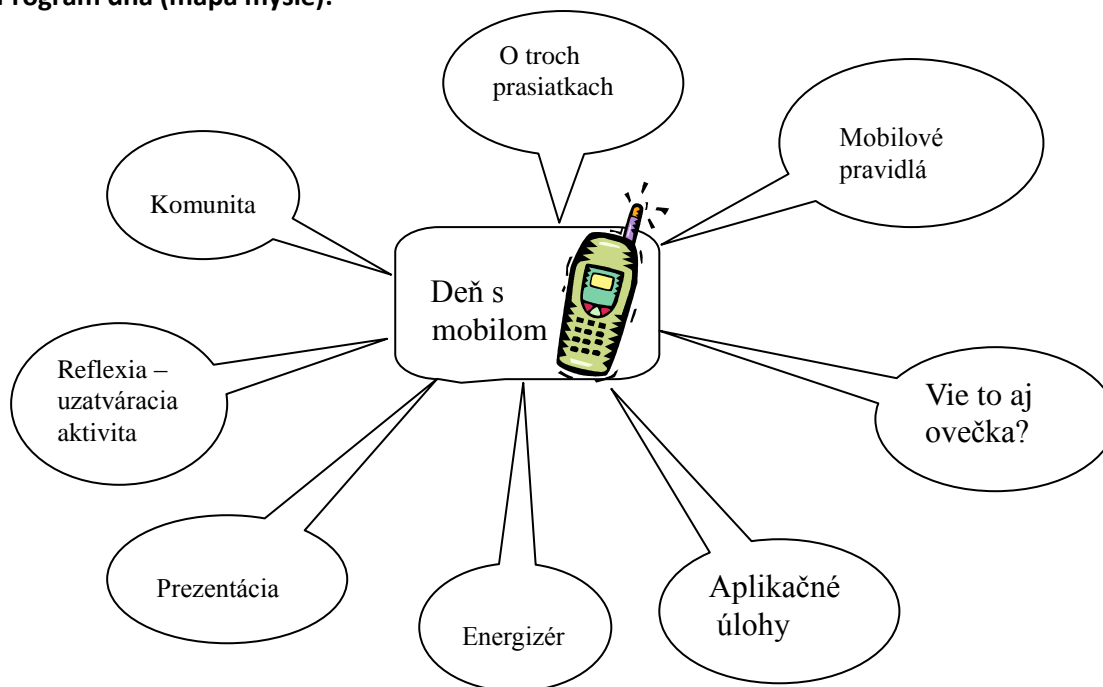 Program dňa (mapa mysle):
O troch
prasiatkach
Mobilové
pravidlá
Komunita
Deň s
mobilom
Reflexia –
uzatváracia
aktivita
Vie to aj
ovečka?
Prezentácia
Energizér
Aplikačné
úlohy